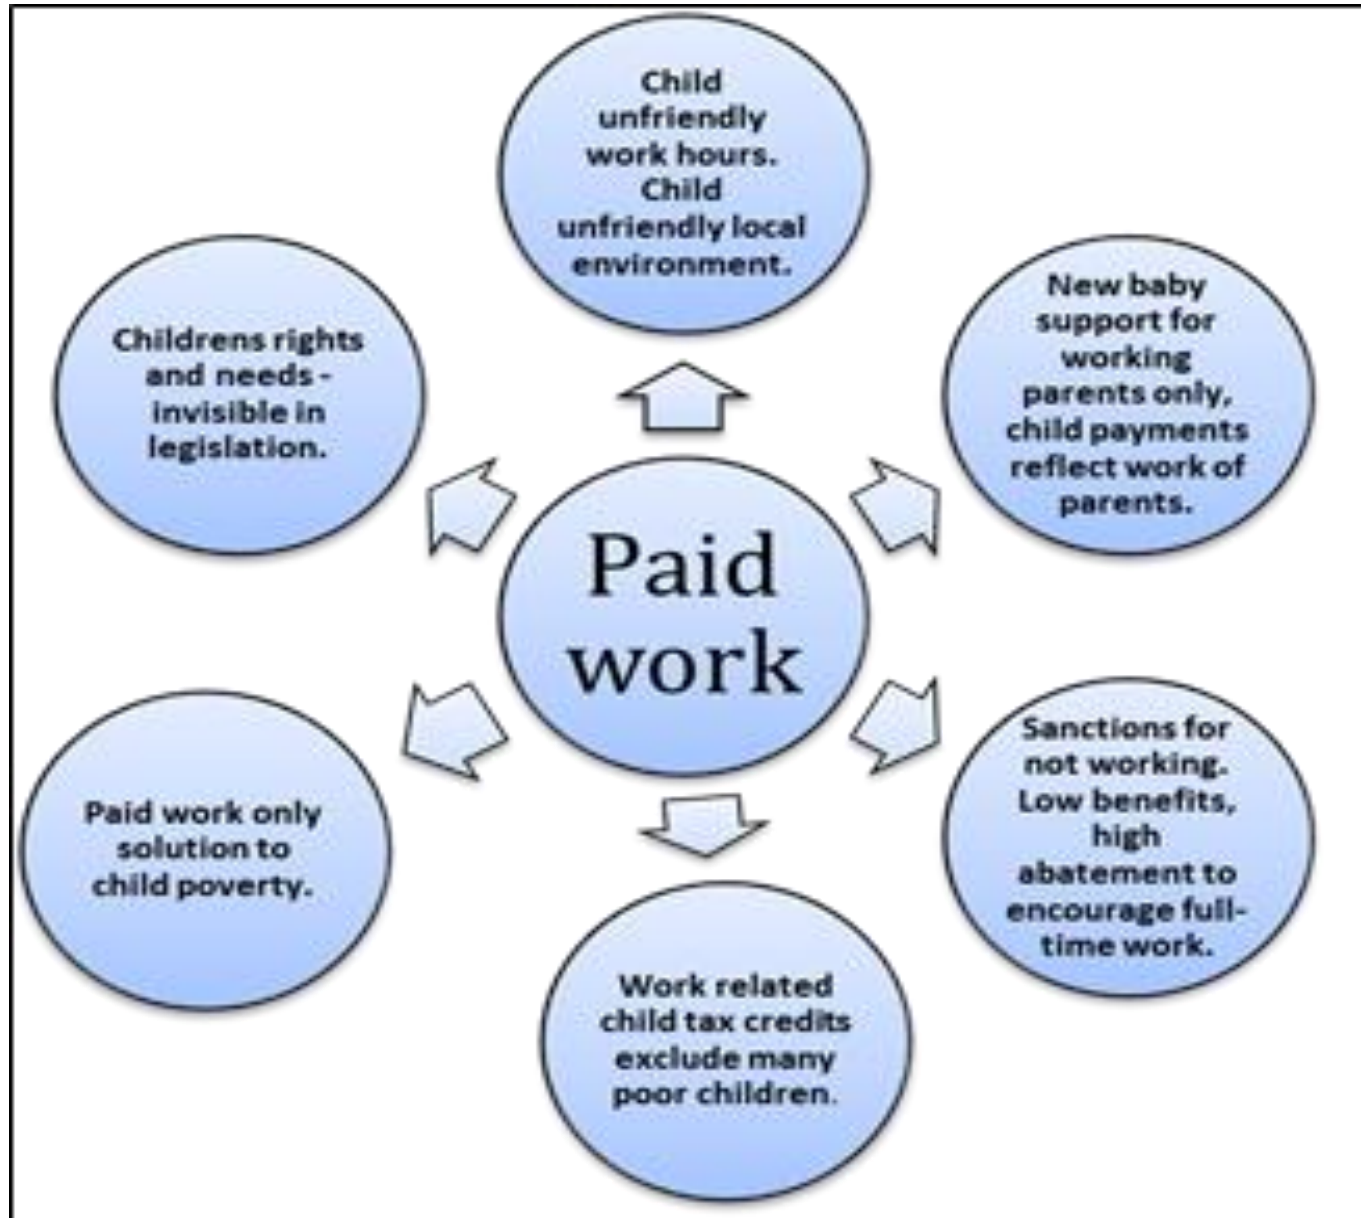 Child
unfriendly
work hours.
Child
unfriendly local
environment.
New baby
support for
working
parents only,
child payments
reflect work of
parents.
Sanctions for
not working.
Low benefits,
high
abatement to
encourage full-
time work.
Work related
child tax credits
exclude many
poor children.
Paid work only
solution to
child poverty.
Childrens rights
and needs -
invisible in
legislation.
Paid
work